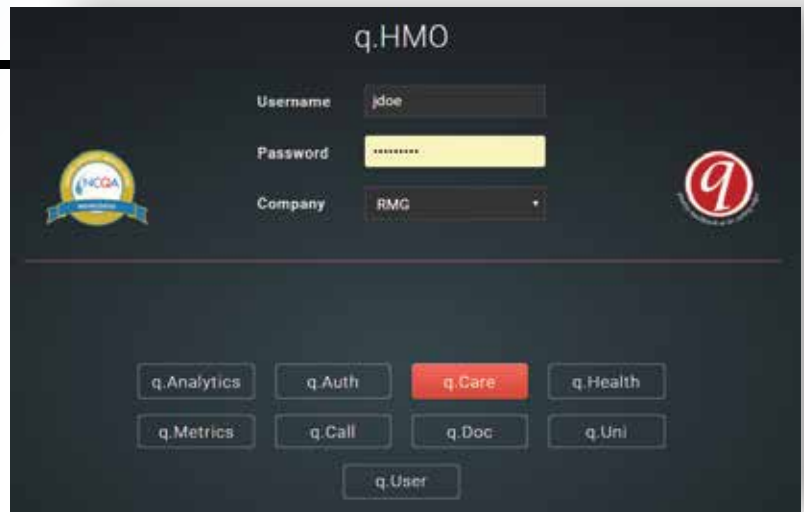 q.HMO
Username jdoe
Password •••••••••
Company RMG
NCQA
q
q.Analytics q.Auth q.Care q.Health
q.Metrics q.Call q.Doc q.Uni
q.User